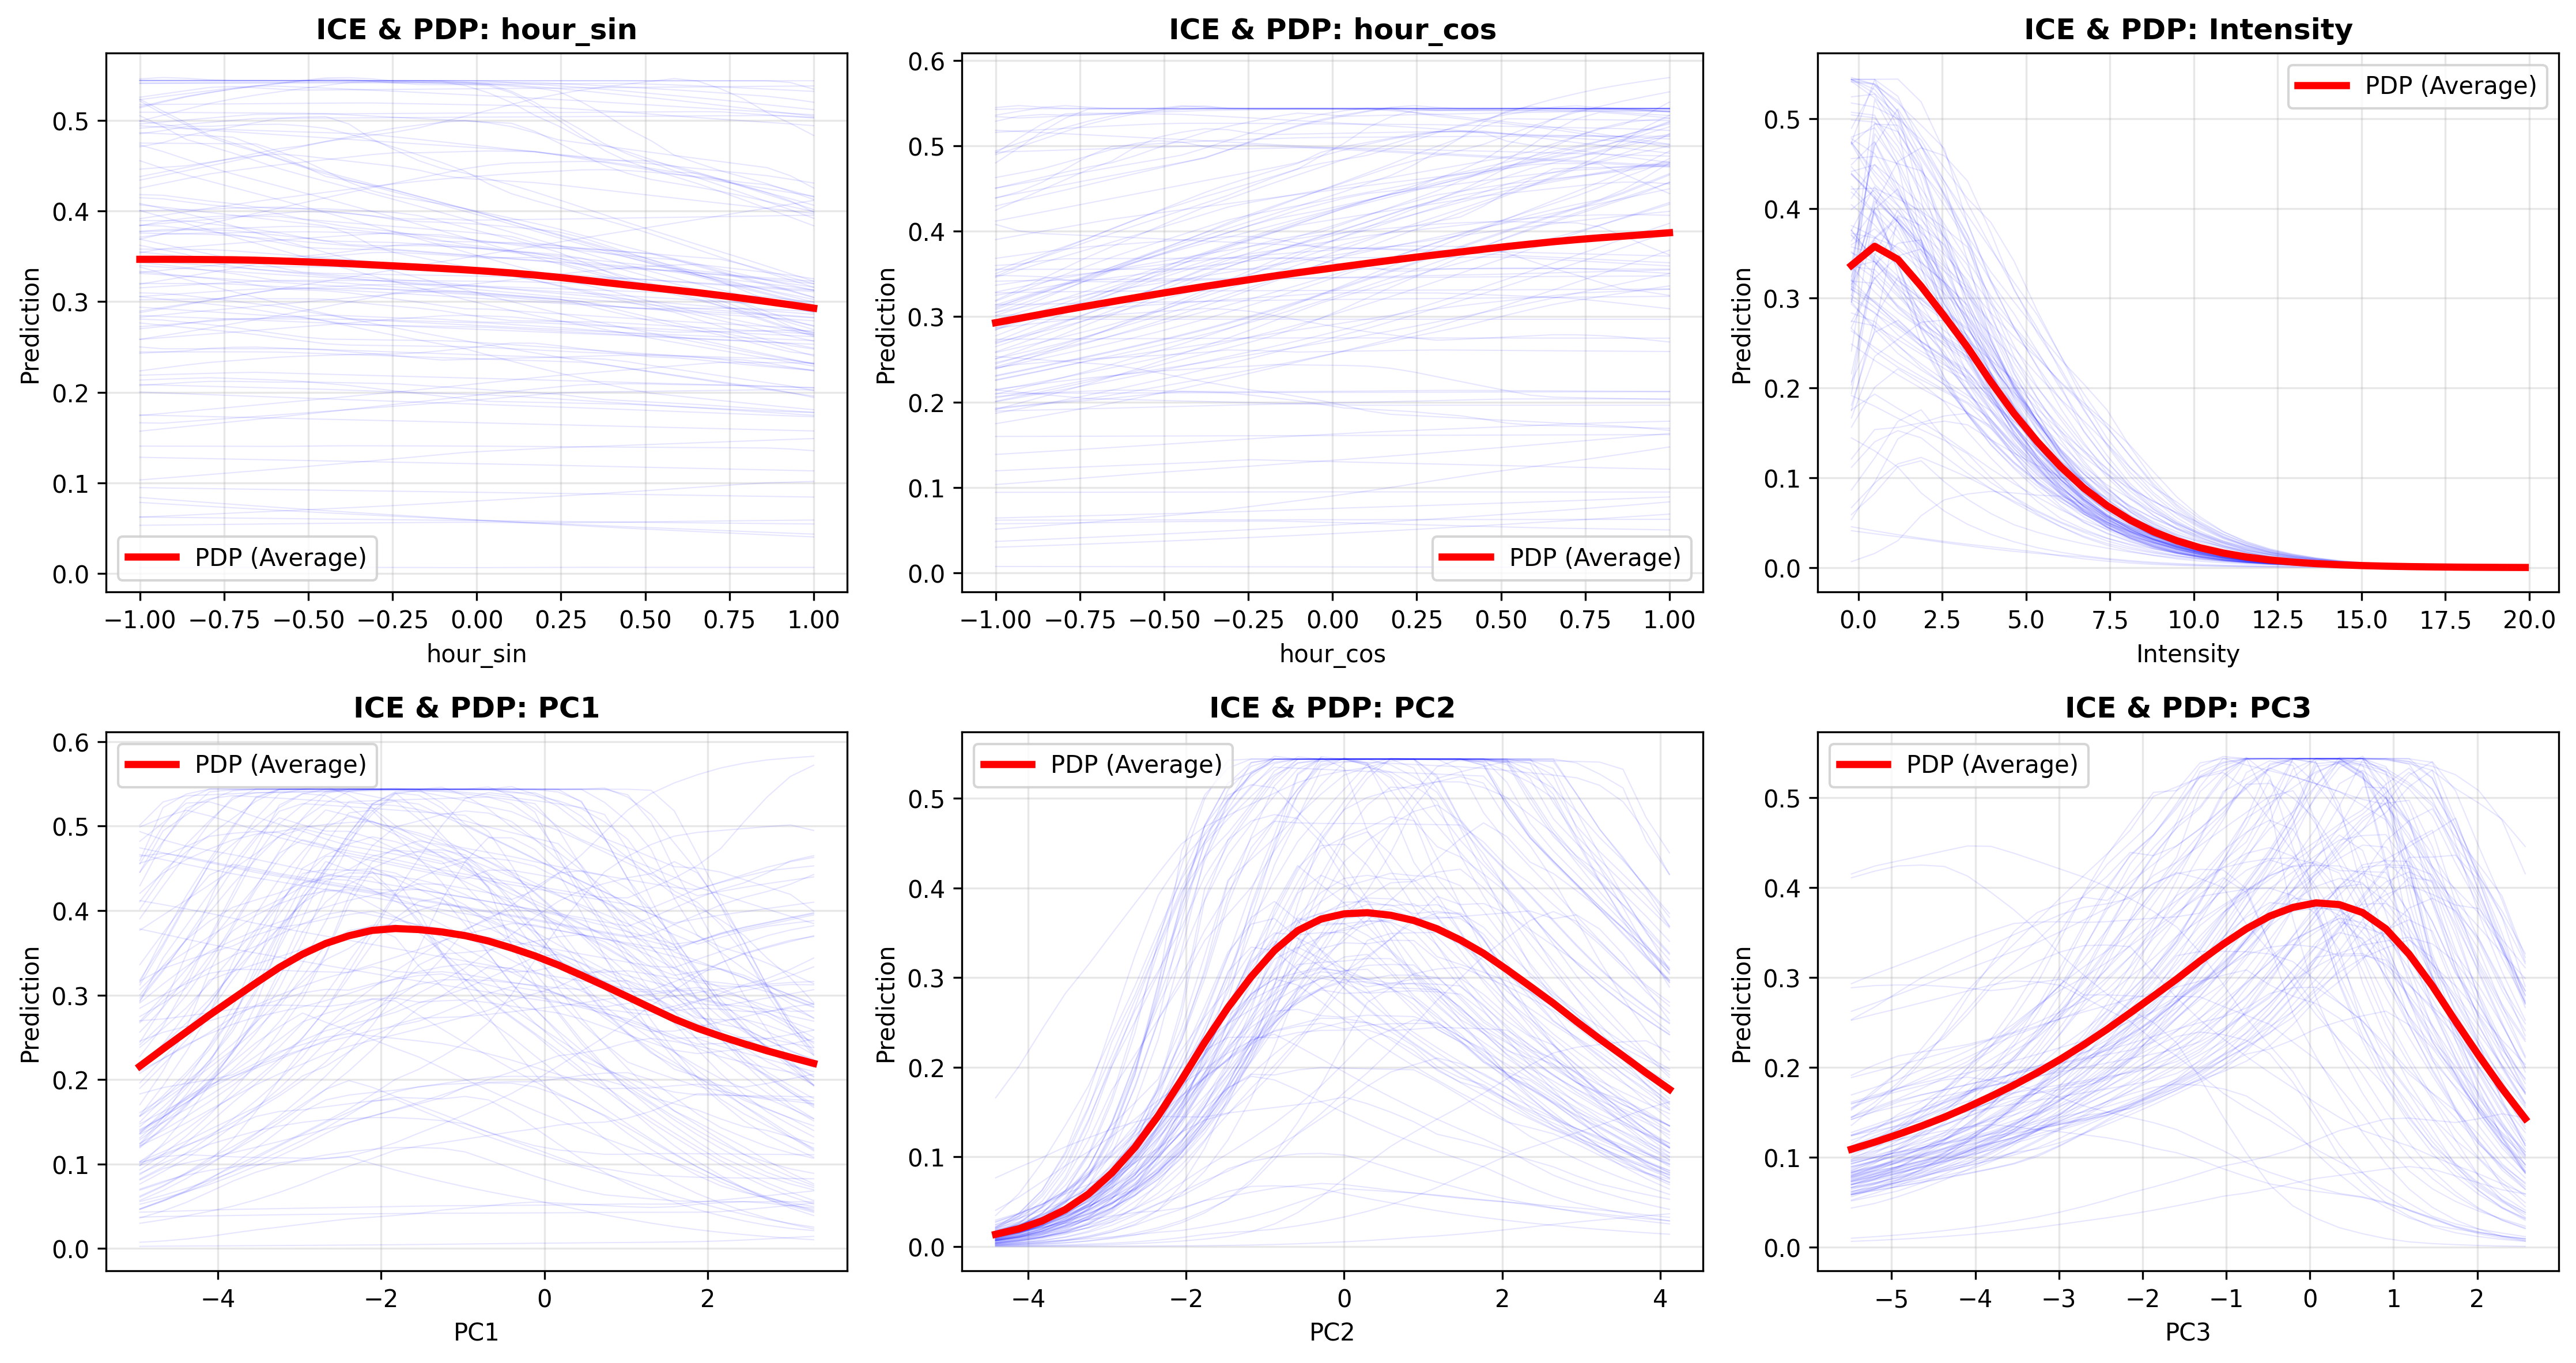 ICE & PDP: hour_sin
Prediction
0.5
0.4
0.3
0.2
0.1
0.0
PDP (Average)
−1.00 −0.75 −0.50 −0.25 0.00 0.25 0.50 0.75 1.00
hour_sin
ICE & PDP: hour_cos
Prediction
0.6
0.5
0.4
0.3
0.2
0.1
0.0
PDP (Average)
−1.00 −0.75 −0.50 −0.25 0.00 0.25 0.50 0.75 1.00
hour_cos
ICE & PDP: Intensity
PDP (Average)
Prediction
0.5
0.4
0.3
0.2
0.1
0.0
0.0 2.5 5.0 7.5 10.0 12.5 15.0 17.5 20.0
Intensity
ICE & PDP: PC1
PDP (Average)
Prediction
0.6
0.5
0.4
0.3
0.2
0.1
0.0
−4 −2 0 2
PC1
ICE & PDP: PC2
PDP (Average)
Prediction
0.5
0.4
0.3
0.2
0.1
0.0
−4 −2 0 2 4
PC2
ICE & PDP: PC3
PDP (Average)
Prediction
0.5
0.4
0.3
0.2
0.1
0.0
−5 −4 −3 −2 −1 0 1 2
PC3